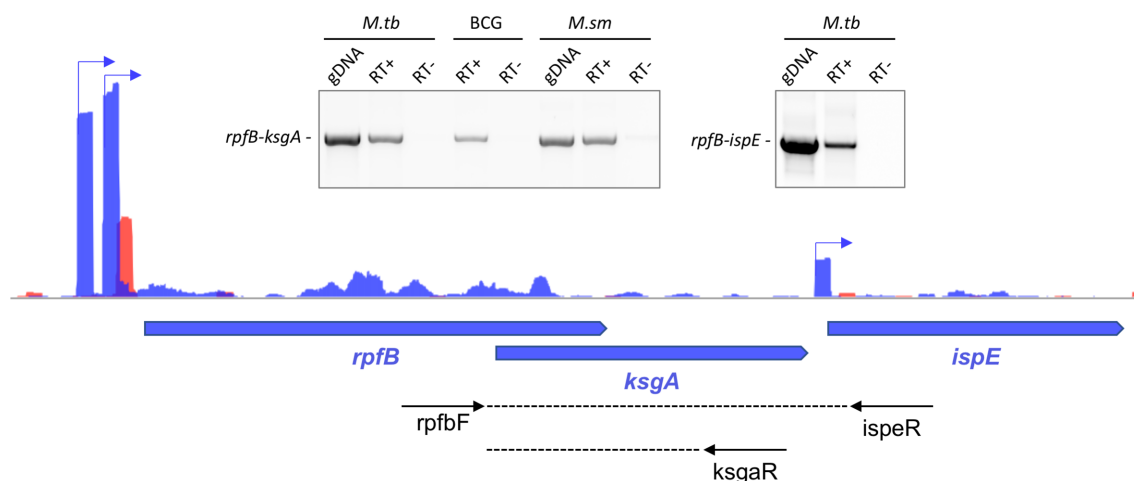 M.tb BCG M.sm M.tb
gDNA RT+ RT- RT+ RT- gDNA RT+ RT- gDNA RT+ RT-
rpfB-ksgA - rpfB-ispE -
rpfB ispE
ksgA
rpfbF ispeR
ksgaR